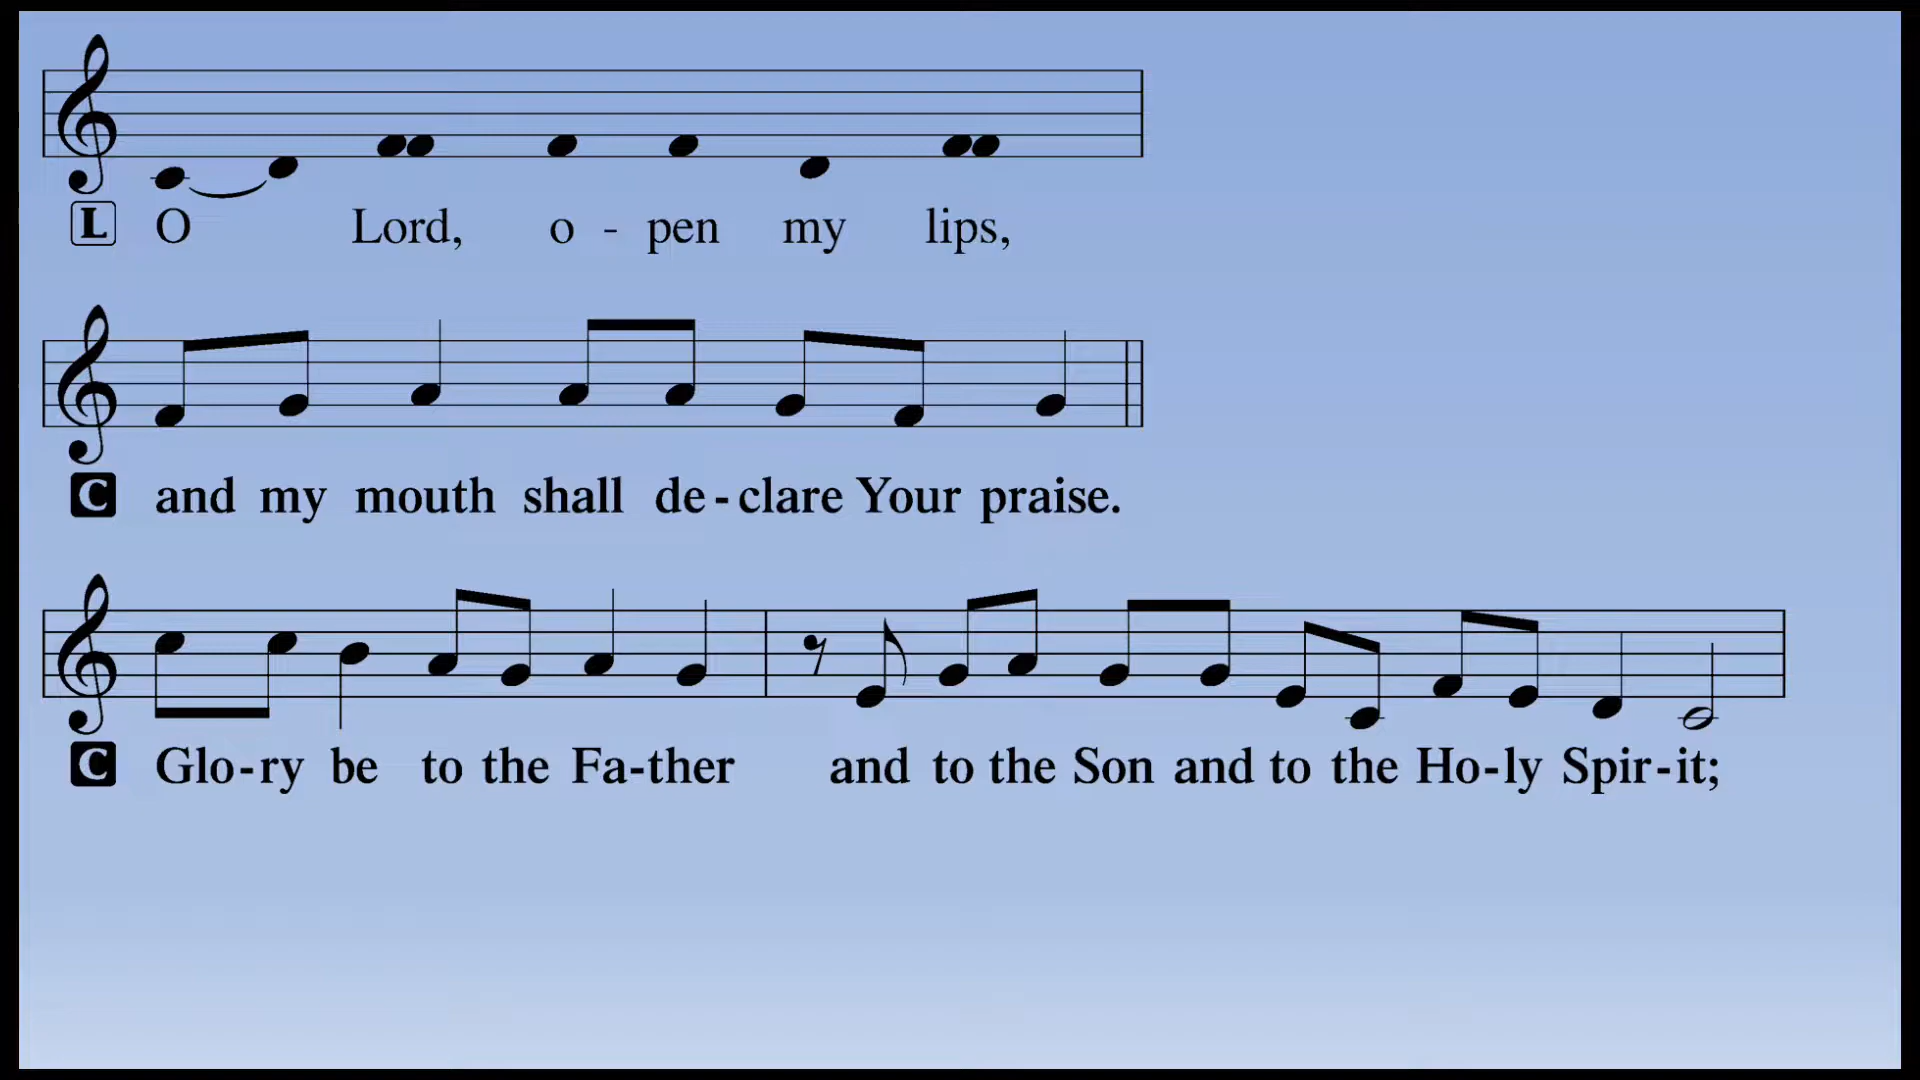 L O Lord, o - pen my lips,
C and my mouth shall de - clare Your praise.
C Glo - ry be to the Fa - ther and to the Son and to the Ho - ly Spir - it;